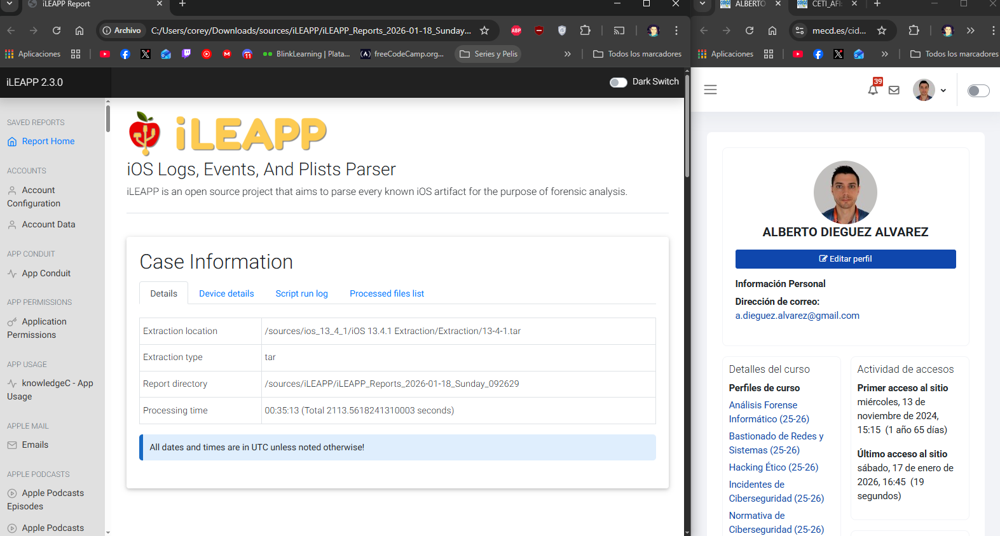 iLEAPP Report
Archivo
C:/Users/corey/Downloads/sources/iLEAPP/iLEAPP_Reports_2026-01-18_Sunday...
ABP
Aplicaciones
BlinkLearning | Plata...
freeCodeCamp.org...
Series y Pelis
»
Todos los marcadores
iLEAPP 2.3.0
Dark Switch
SAVED REPORTS
Report Home
ACCOUNTS
Account
Configuration
Account Data
APP CONDUIT
App Conduit
APP PERMISSIONS
Application
Permissions
APP USAGE
knowledgeC - App
Usage
APPLE MAIL
Emails
APPLE PODCASTS
Apple Podcasts
Episodes
Apple Podcasts
iLEAPP
iOS Logs, Events, And Plists Parser
iLEAPP is an open source project that aims to parse every known iOS artifact for the purpose of forensic analysis.
Case Information
Details
Device details
Script run log
Processed files list
Extraction location
/sources/ios_13_4_1/iOS 13.4.1 Extraction/Extraction/13-4-1.tar
Extraction type
tar
Report directory
/sources/iLEAPP/iLEAPP_Reports_2026-01-18_Sunday_092629
Processing time
00:35:13 (Total 2113.5618241310003 seconds)
All dates and times are in UTC unless noted otherwise!
ALBERTO
CETI_AFI:
mecd.es/cid...
»
Aplicaciones
»
Todos los marcadores
39
ALBERTO DIEGUEZ ALVAREZ
Editar perfil
Información Personal
Dirección de correo:
a.dieguez.alvarez@gmail.com
Detalles del curso
Perfiles de curso
Análisis Forense
Informático (25-26)
Bastionado de Redes y
Sistemas (25-26)
Hacking Ético (25-26)
Incidentes de
Ciberseguridad (25-26)
Normativa de
Ciberseguridad (25-26)
Actividad de accesos
Primer acceso al sitio
miércoles, 13 de
noviembre de 2024,
15:15 (1 año 65 días)
Último acceso al sitio
sábado, 17 de enero de
2026, 16:45 (19
segundos)